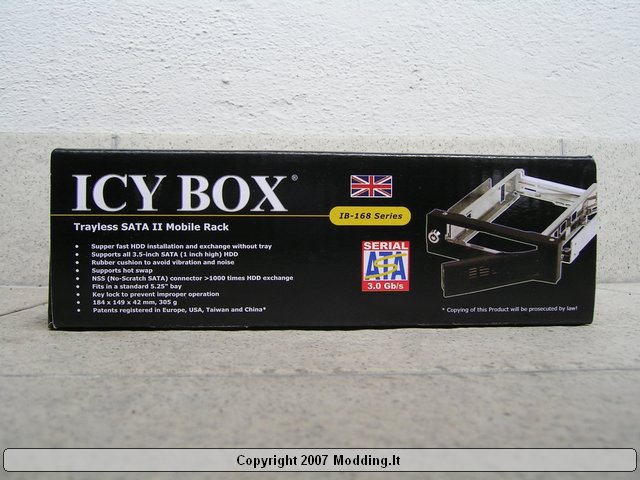 ICY BOX®
Trayless SATA II Mobile Rack
IB-168 Series
• Supper fast HDD installation and exchange without tray
• Supports all 3.5-inch SATA (1 inch high) HDD
• Rubber cushion to avoid vibration and noise
• Supports hot swap
• NSS (No-Scratch SATA) connector >1000 times HDD exchange
• Fits in a standard 5.25" bay
• Key lock to prevent improper operation
• 184 x 149 x 42 mm, 305 g
• Patents registered in Europe, USA, Taiwan and China*
SERIAL
ATA
3.0 Gb/s
* Copying of this Product will be prosecuted by law!
Copyright 2007 Modding.lt